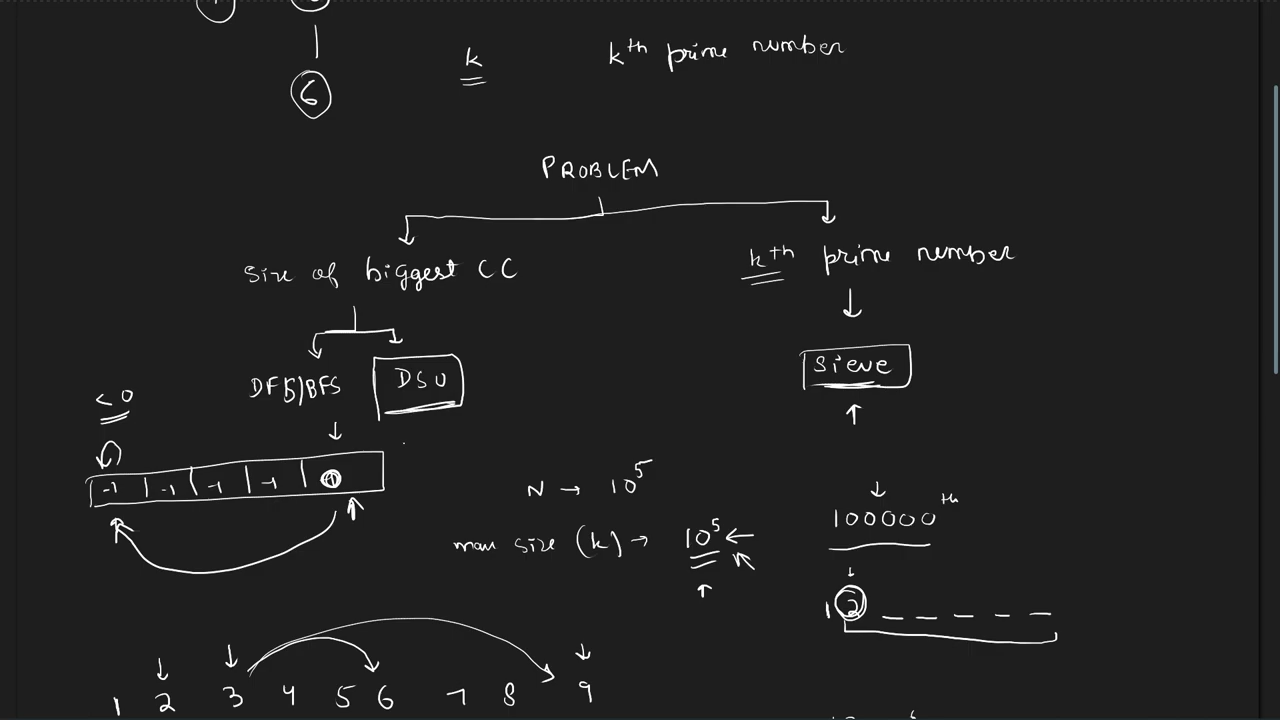 6
k kth prime number
PROBLEM
size of biggest CC
kth prime number
DFS/BFS
DSU
Sieve
< 0
-1 -1 -1 -1
N → 10^5
max size (k) → 10^5 ←
100000th
1 2 _ _ _ _ _
1 2 3 4 5 6 7 8 9